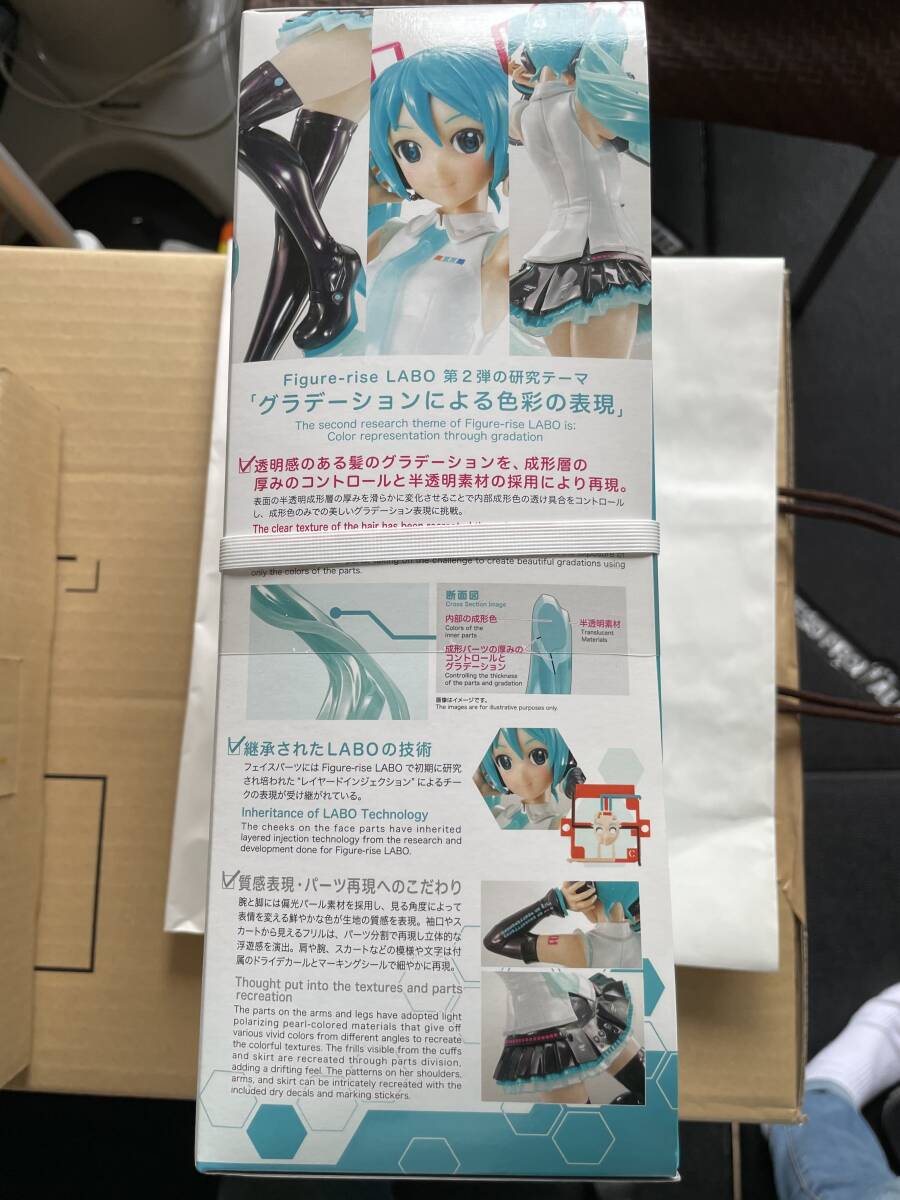 Figure-rise LABO 第2弾の研究テーマ
「グラデーションによる色彩の表現」
The second research theme of Figure-rise LABO is:
Color representation through gradation
透明感のある髪のグラデーションを、成形層の
厚みのコントロールと半透明素材の採用により再現。
表面の半透明成形層の厚みを滑らかに変化させることで内部成形色の透け具合をコントロール
し、成形色のみでの美しいグラデーション表現に挑戦。
The clear texture of the hair has been
taking on the challenge to create beautiful gradations using
only the colors of the parts.
断面図
Cross Section Image
内部の成形色
Colors of the
inner parts
半透明素材
Translucent
Materials
成形パーツの厚みの
コントロールと
グラデーション
Controlling the thickness
of the parts and gradation
画像はイメージです。
The images are for illustrative purposes only.
継承されたLABOの技術
フェイスパーツには Figure-rise LABO で初期に研究
され培われた "レイヤードインジェクション" によるチー
クの表現が受け継がれている。
Inheritance of LABO Technology
The cheeks on the face parts have inherited
layered injection technology from the research and
development done for Figure-rise LABO.
質感表現・パーツ再現へのこだわり
腕と脚には偏光パール素材を採用し、見る角度によって
表情を変える鮮やかな色が生地の質感を表現。袖口やス
カートから見えるフリルは、パーツ分割で再現し立体的な
浮遊感を演出。肩や腕、スカートなどの模様や文字は付
属のドライデカールとマーキングシールで細やかに再現。
Thought put into the textures and parts
recreation
The parts on the arms and legs have adopted light
polarizing pearl-colored materials that give off
various vivid colors from different angles to recreate
the colorful textures. The frills visible from the cuffs
and skirt are recreated through parts division,
adding a drifting feel. The patterns on her shoulders,
arms, and skirt can be intricately recreated with the
included dry decals and marking stickers.